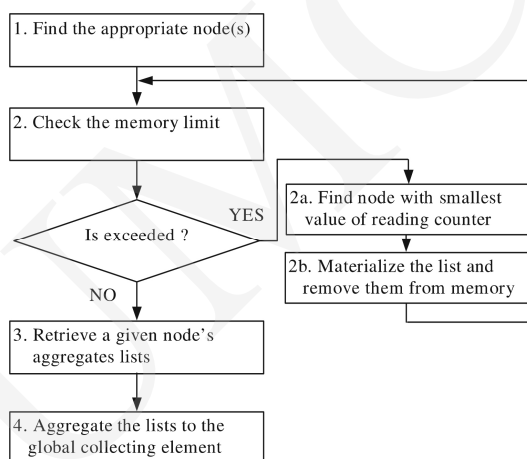 1. Find the appropriate node(s)
2. Check the memory limit
Is exceeded ?
YES
NO
2a. Find node with smallest
value of reading counter
2b. Materialize the list and
remove them from memory
3. Retrieve a given node's
aggregates lists
4. Aggregate the lists to the
global collecting element